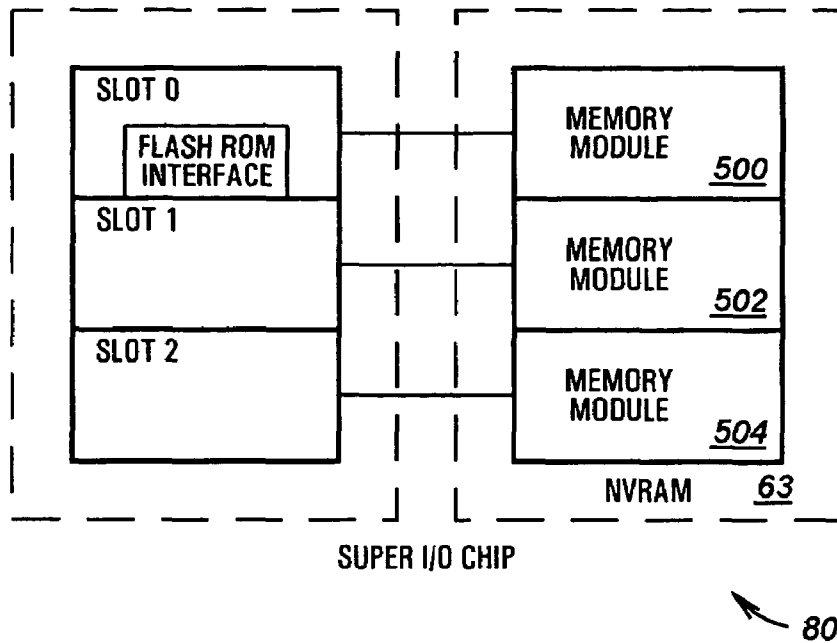 SLOT 0
FLASH ROM
INTERFACE
SLOT 1
SLOT 2
MEMORY
MODULE
500
MEMORY
MODULE
502
MEMORY
MODULE
504
NVRAM 63
SUPER I/O CHIP
80